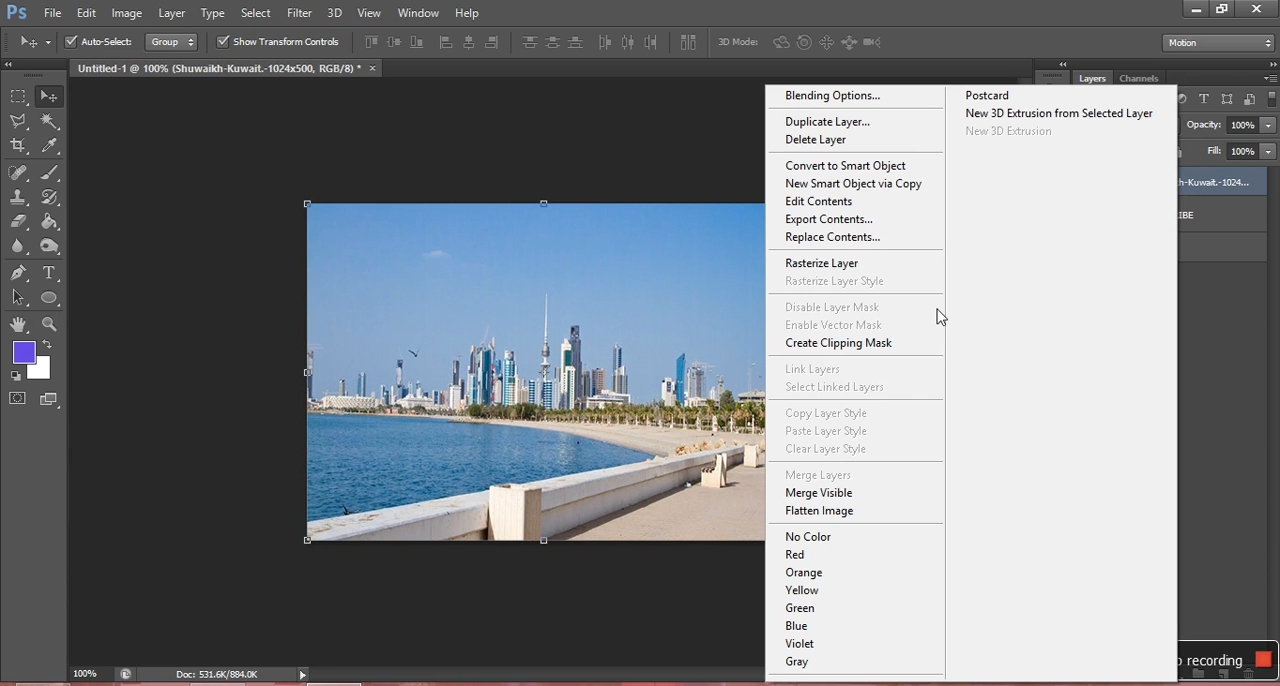 Ps File Edit Image Layer Type Select Filter 3D View Window Help
Auto-Select: Group Show Transform Controls 3D Mode: Motion
Untitled-1 @ 100% (Shuwaikh-Kuwait.-1024x500, RGB/8) * ×
Layers Channels
Opacity: 100%
Fill: 100%
kh-Kuwait.-1024...
IBE
Blending Options...
Duplicate Layer...
Delete Layer
Convert to Smart Object
New Smart Object via Copy
Edit Contents
Export Contents...
Replace Contents...
Rasterize Layer
Rasterize Layer Style
Disable Layer Mask
Enable Vector Mask
Create Clipping Mask
Link Layers
Select Linked Layers
Copy Layer Style
Paste Layer Style
Clear Layer Style
Merge Layers
Merge Visible
Flatten Image
No Color
Red
Orange
Yellow
Green
Blue
Violet
Gray
Postcard
New 3D Extrusion from Selected Layer
New 3D Extrusion
p recording
100% Doc: 531.6K/884.0K